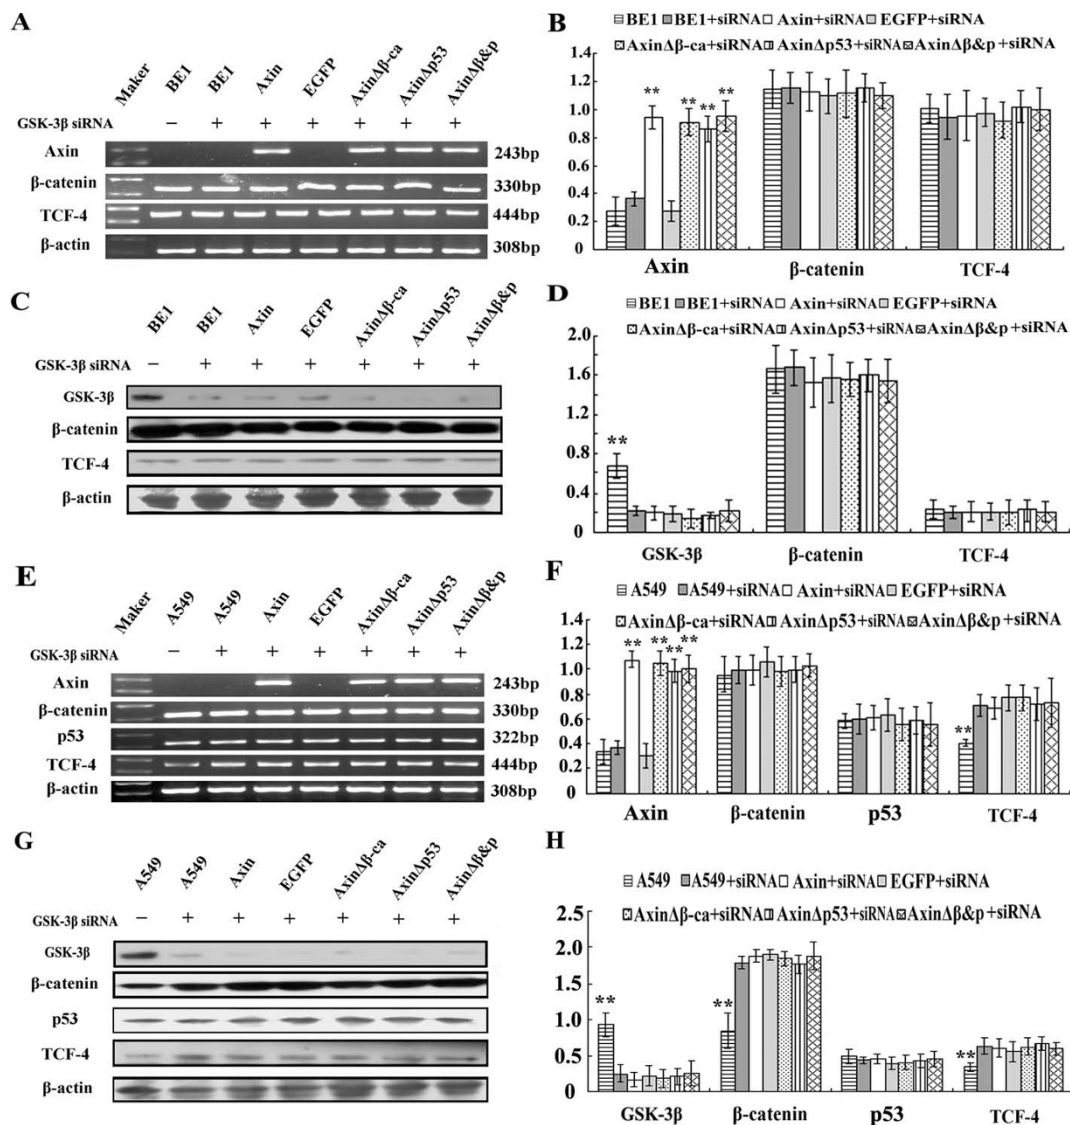 A
Maker
BE1
BE1
Axin
EGFP
AxinΔβ-ca
AxinΔp53
AxinΔβ&p
GSK-3β siRNA − + + + + + +
Axin 243bp
β-catenin 330bp
TCF-4 444bp
β-actin 308bp
B
BE1 BE1+siRNA Axin+siRNA EGFP+siRNA
AxinΔβ-ca+siRNA AxinΔp53+siRNA AxinΔβ&p+siRNA
1.4
1.2
1.0
0.8
0.6
0.4
0.2
0
** ** ** **
Axin β-catenin TCF-4
C
BE1
BE1
Axin
EGFP
AxinΔβ-ca
AxinΔp53
AxinΔβ&p
GSK-3β siRNA − + + + + + +
GSK-3β
β-catenin
TCF-4
β-actin
D
BE1 BE1+siRNA Axin+siRNA EGFP+siRNA
AxinΔβ-ca+siRNA AxinΔp53+siRNA AxinΔβ&p+siRNA
2.0
1.6
1.2
0.8
0.4
0
**
GSK-3β β-catenin TCF-4
E
Maker
A549
A549
Axin
EGFP
AxinΔβ-ca
AxinΔp53
AxinΔβ&p
GSK-3β siRNA − + + + + + +
Axin 243bp
β-catenin 330bp
p53 322bp
TCF-4 444bp
β-actin 308bp
F
A549 A549+siRNA Axin+siRNA EGFP+siRNA
AxinΔβ-ca+siRNA AxinΔp53+siRNA AxinΔβ&p+siRNA
1.4
1.2
1.0
0.8
0.6
0.4
0.2
0
** ** ** ** **
Axin β-catenin p53 TCF-4
G
A549
A549
Axin
EGFP
AxinΔβ-ca
AxinΔp53
AxinΔβ&p
GSK-3β siRNA − + + + + + +
GSK-3β
β-catenin
p53
TCF-4
β-actin
H
A549 A549+siRNA Axin+siRNA EGFP+siRNA
AxinΔβ-ca+siRNA AxinΔp53+siRNA AxinΔβ&p+siRNA
2.5
2.0
1.5
1.0
0.5
0
** ** **
GSK-3β β-catenin p53 TCF-4